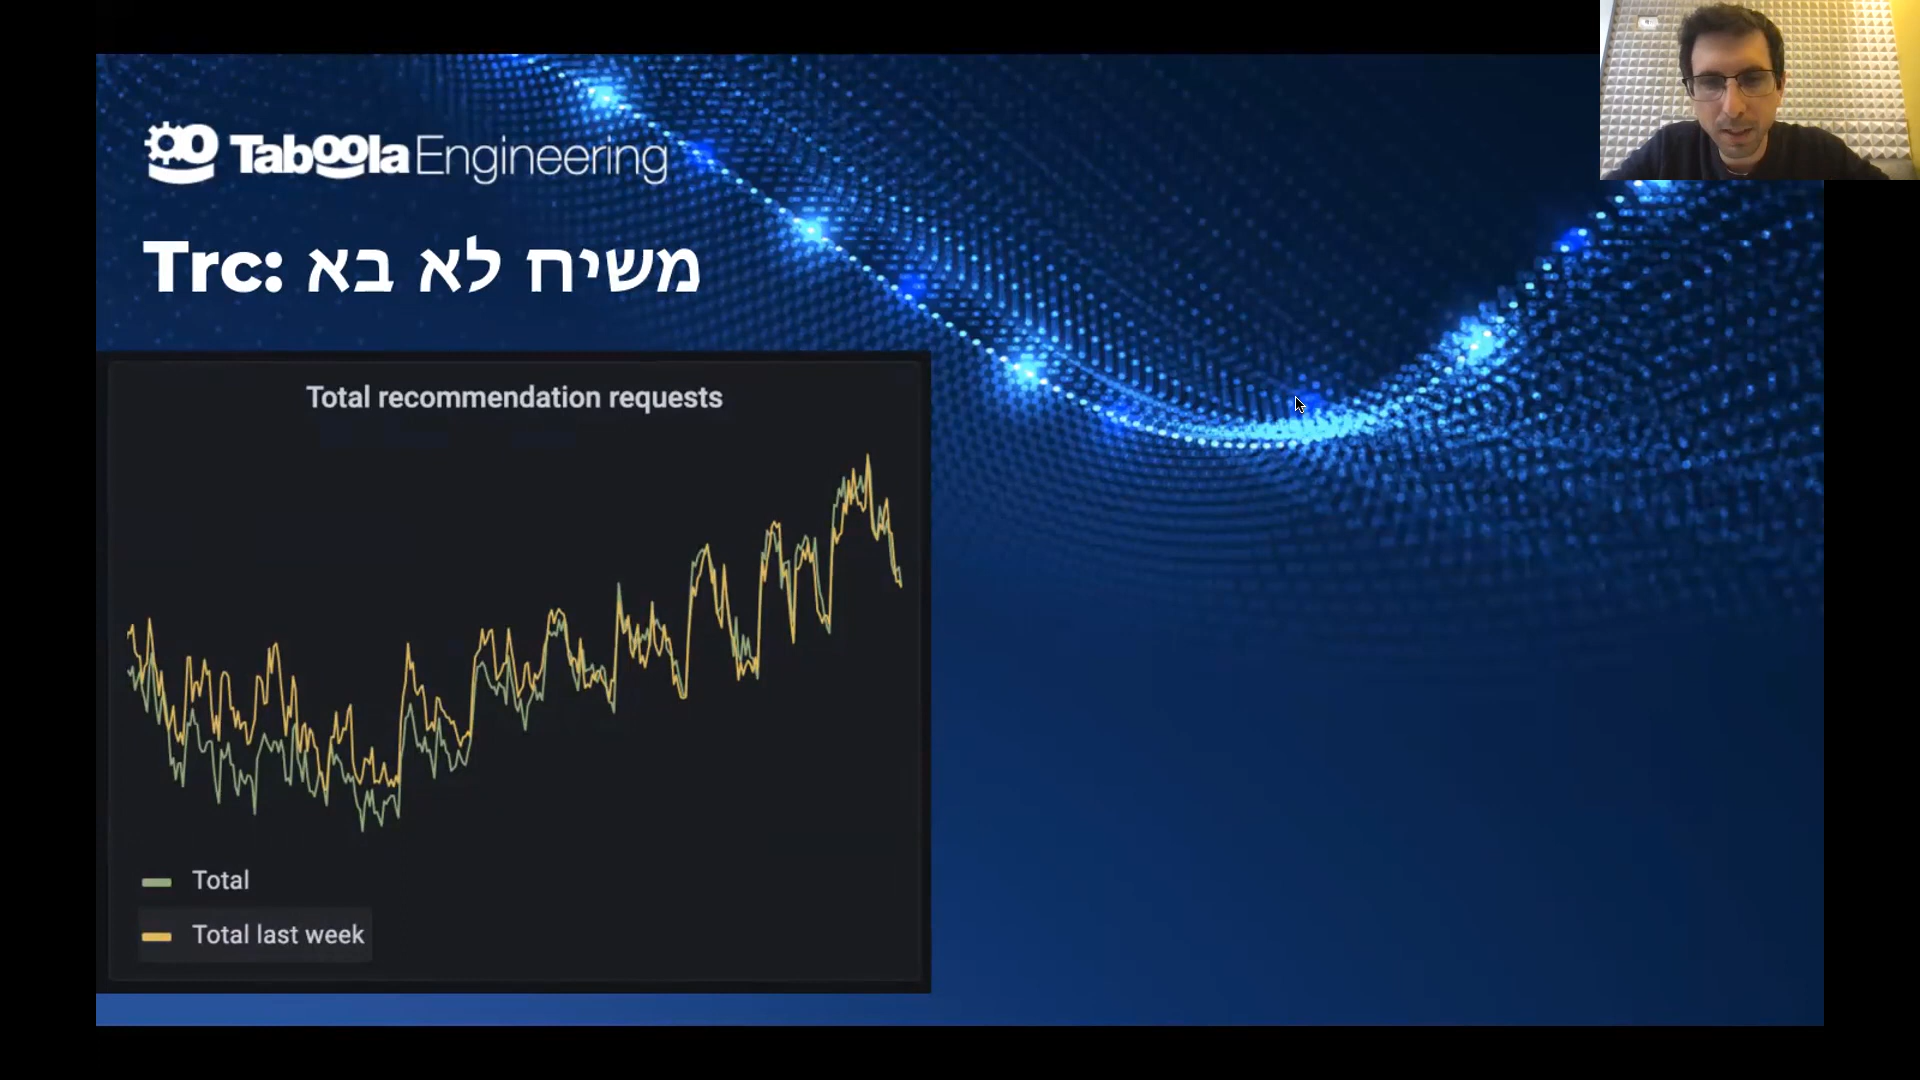 Taboola Engineering
Trc: משיח לא בא
Total recommendation requests
Total
Total last week